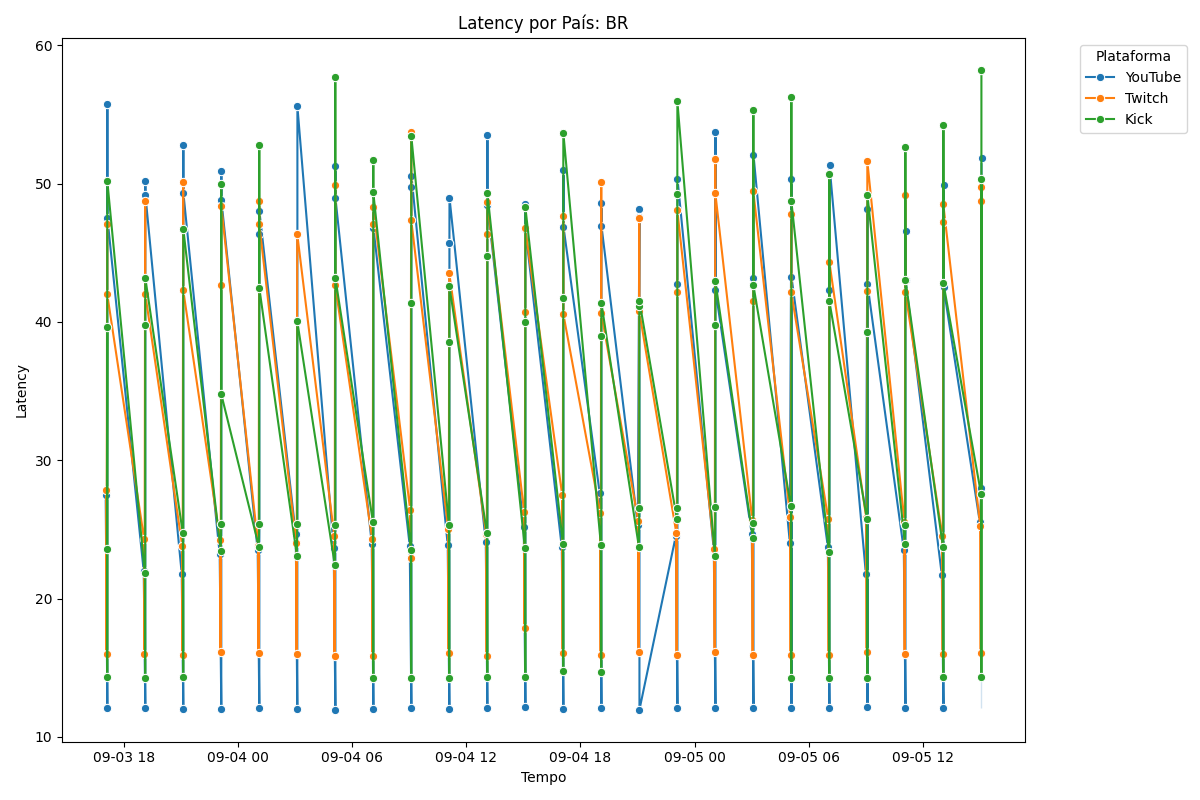 Latency por País: BR
Plataforma
YouTube
Twitch
Kick
Latency
60
50
40
30
20
10
09-03 18
09-04 00
09-04 06
09-04 12
09-04 18
09-05 00
09-05 06
09-05 12
Tempo